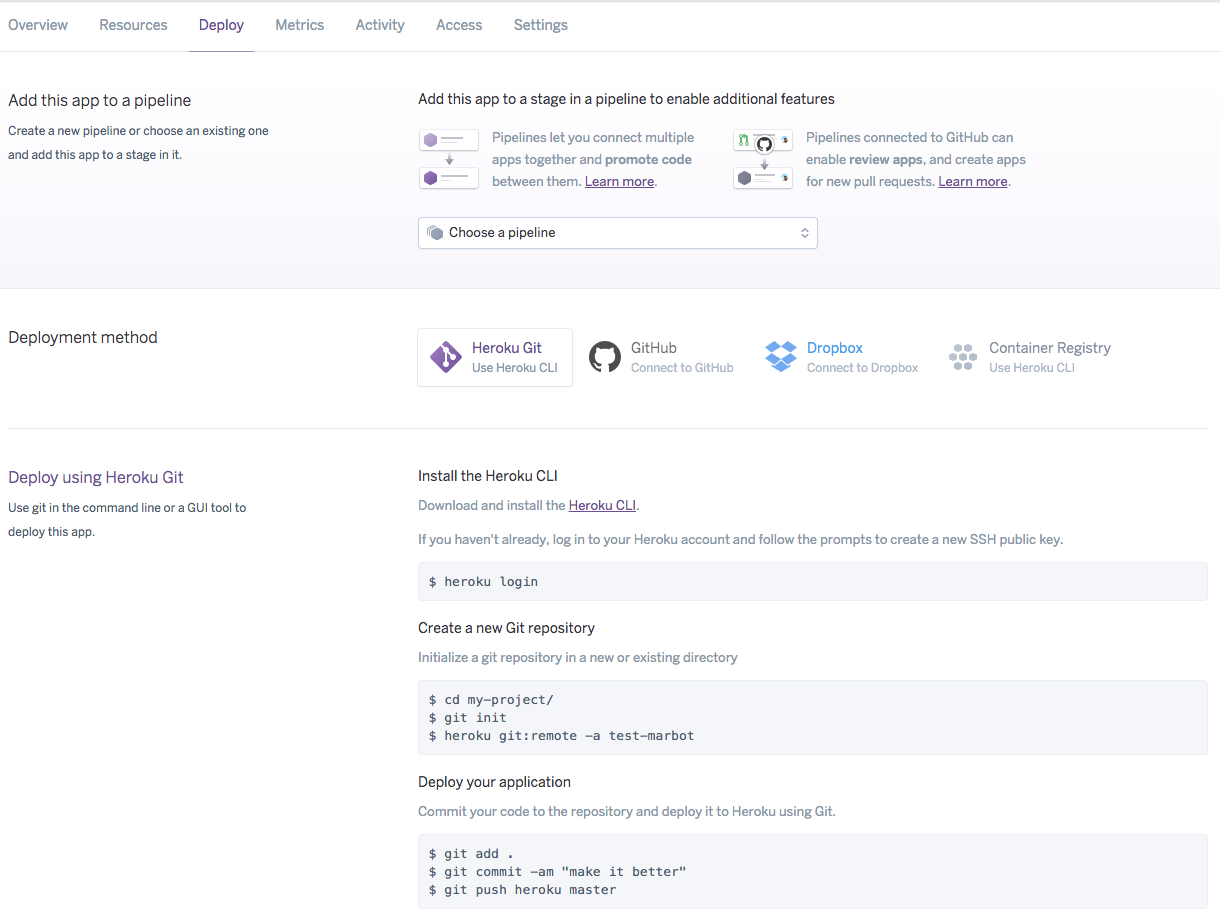 Overview Resources Deploy Metrics Activity Access Settings
Add this app to a pipeline
Create a new pipeline or choose an existing one
and add this app to a stage in it.
Add this app to a stage in a pipeline to enable additional features
Pipelines let you connect multiple
apps together and promote code
between them. Learn more.
Pipelines connected to GitHub can
enable review apps, and create apps
for new pull requests. Learn more.
Choose a pipeline
Deployment method
Heroku Git
Use Heroku CLI
GitHub
Connect to GitHub
Dropbox
Connect to Dropbox
Container Registry
Use Heroku CLI
Deploy using Heroku Git
Use git in the command line or a GUI tool to
deploy this app.
Install the Heroku CLI
Download and install the Heroku CLI.
If you haven't already, log in to your Heroku account and follow the prompts to create a new SSH public key.
$ heroku login
Create a new Git repository
Initialize a git repository in a new or existing directory
$ cd my-project/
$ git init
$ heroku git:remote -a test-marbot
Deploy your application
Commit your code to the repository and deploy it to Heroku using Git.
$ git add .
$ git commit -am "make it better"
$ git push heroku master